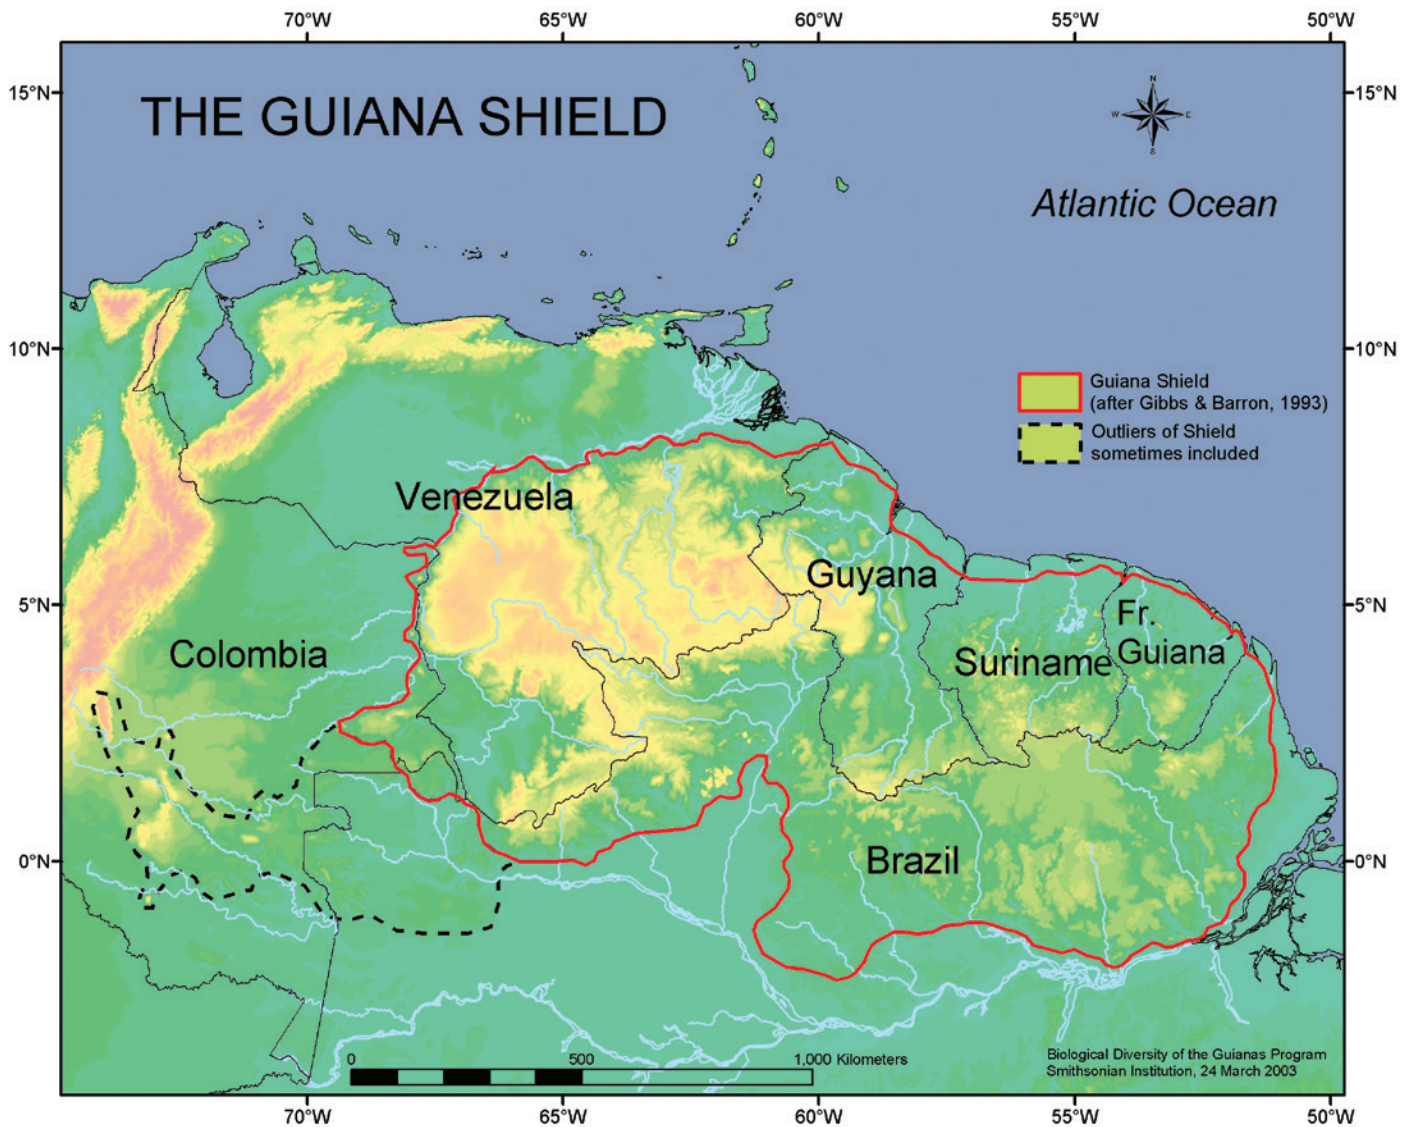 70°W 65°W 60°W 55°W 50°W
THE GUIANA SHIELD
N
W E
S
15°N 15°N
Atlantic Ocean
10°N 10°N
Guiana Shield
(after Gibbs & Barron, 1993)
Outliers of Shield
sometimes included
Venezuela
Guyana
5°N 5°N
Fr.
Guiana
Colombia
Suriname
Brazil
0°N 0°N
0 500 1,000 Kilometers
Biological Diversity of the Guianas Program
Smithsonian Institution, 24 March 2003
70°W 65°W 60°W 55°W 50°W